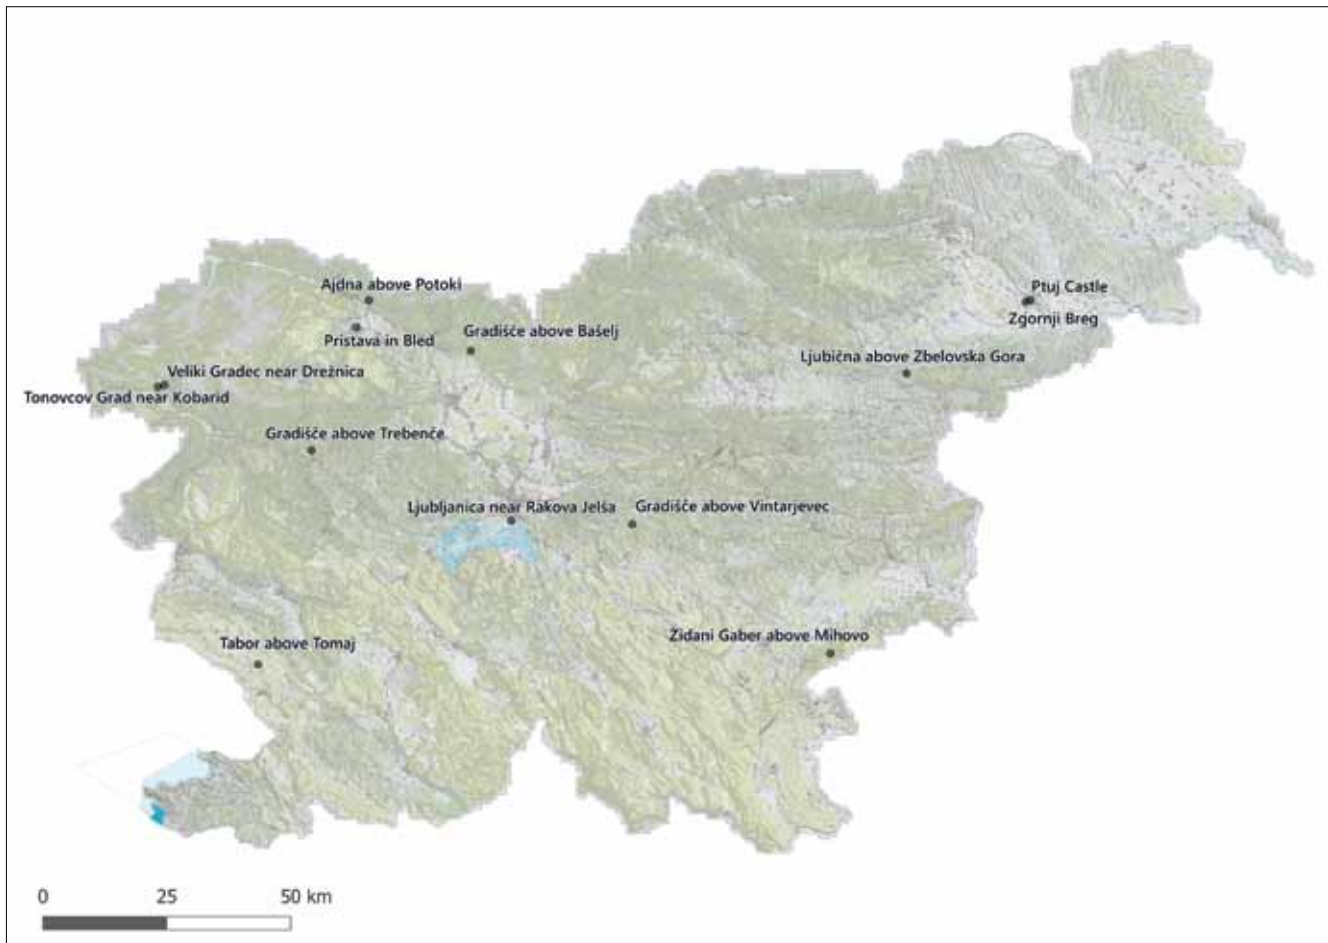 Ajdna above Potoki
Ptuj Castle
Zgornji Breg
Pristava in Bled
Gradišče above Bašelj
Ljubična above Zbelovska Gora
Veliki Gradec near Drežnica
Tonovcov Grad near Kobarid
Gradišče above Trebenče
Ljubljanica near Rakova Jelša
Gradišče above Vintarjevec
Židani Gaber above Mihovo
Tabor above Tomaj
0 25 50 km